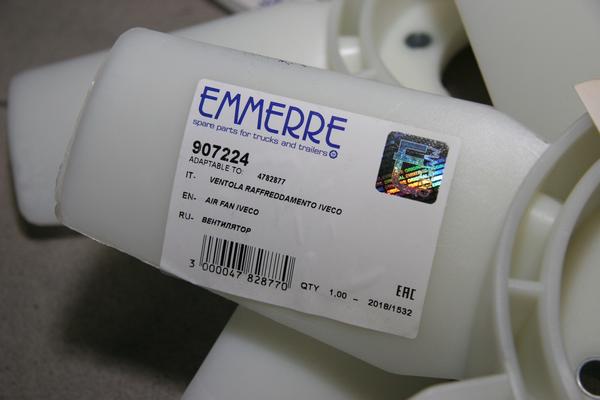 EMMERRE
spare parts for trucks and trailers
907224
ADAPTABLE TO: 4782877
IT- VENTOLA RAFFREDDAMENTO IVECO
EN- AIR FAN IVECO
RU- ВЕНТИЛЯТОР
3 000047 828770
QTY 1.00 - 2018/1532
EAC